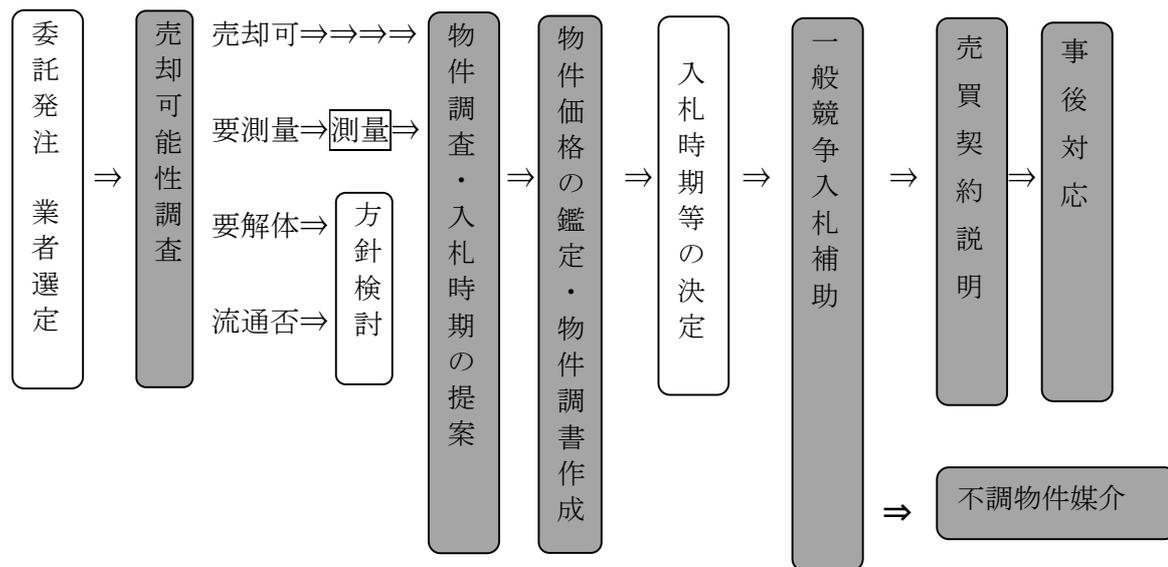 委託発注　業者選定
⇒
売却可能性調査
売却可⇒⇒⇒⇒
要測量⇒測量⇒
要解体⇒
流通否⇒
方針検討
物件調査・入札時期の提案
⇒
物件価格の鑑定・物件調書作成
⇒
入札時期等の決定
⇒
一般競争入札補助
⇒
売買契約説明
⇒
事後対応
⇒
不調物件媒介